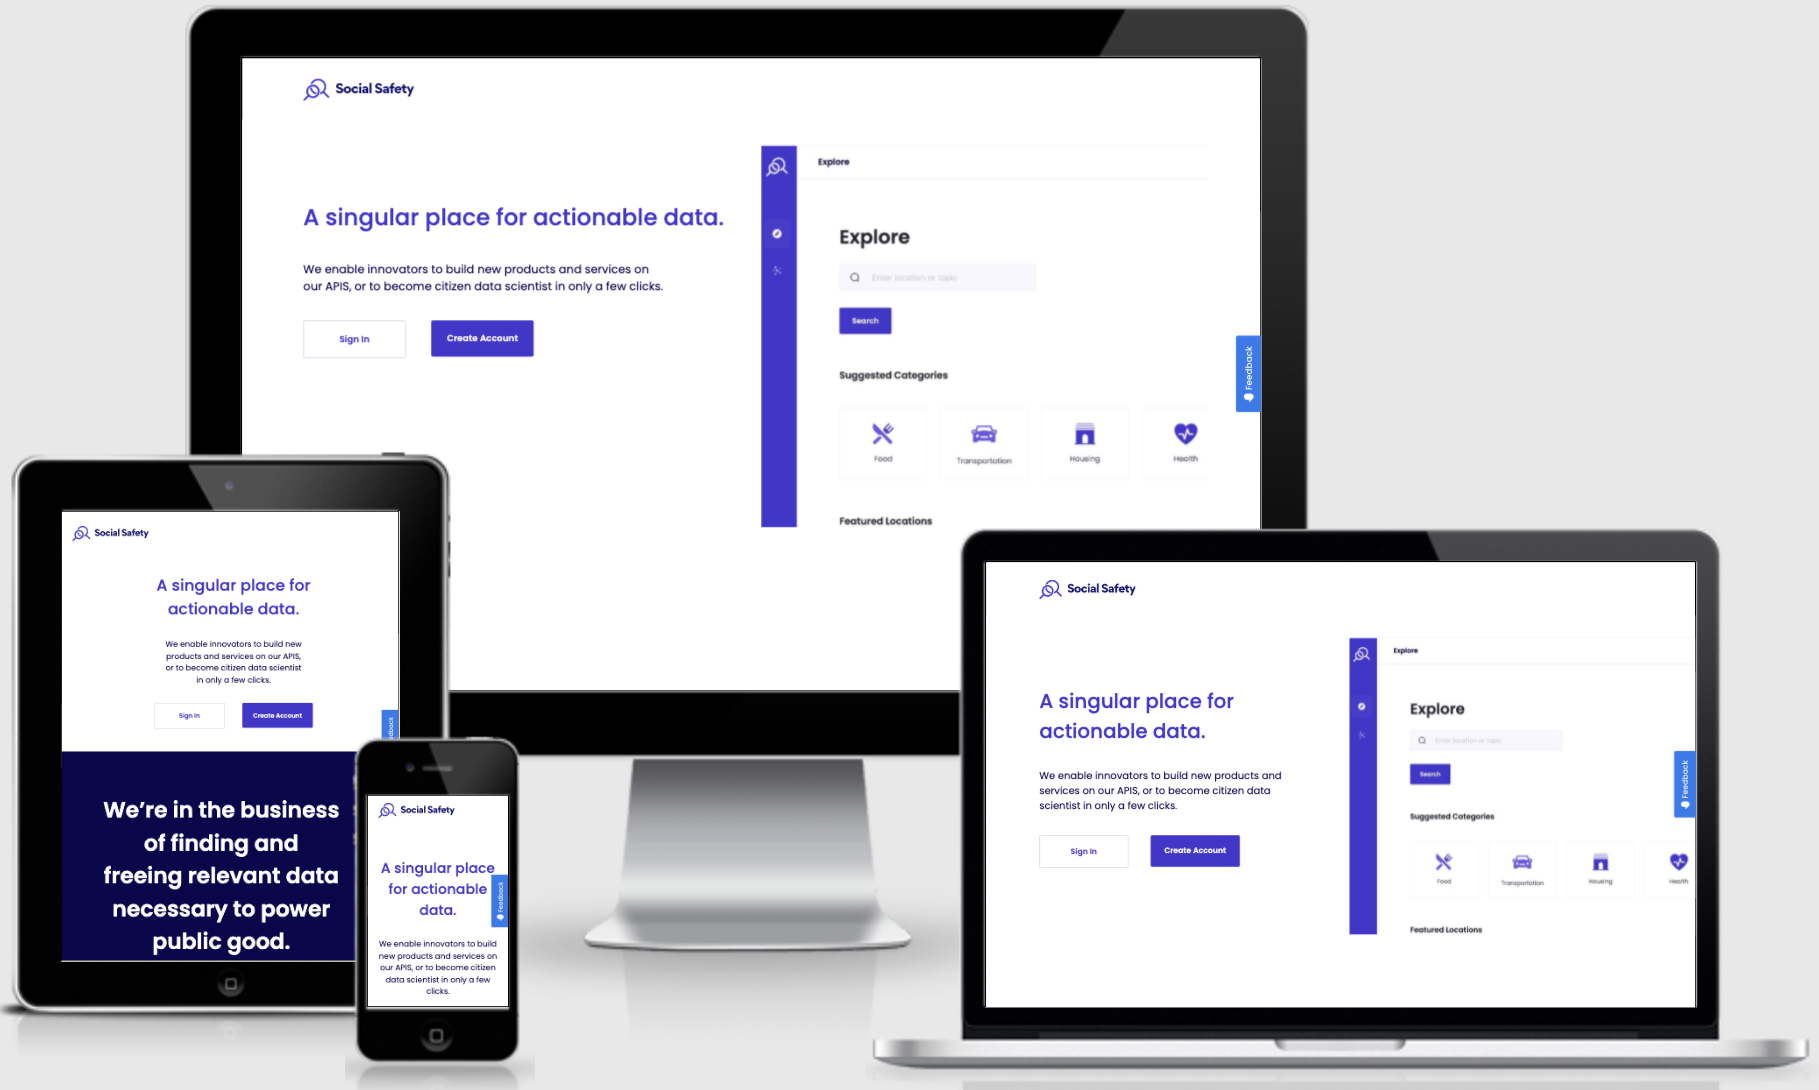 Social Safety
A singular place for actionable data.
We enable innovators to build new products and services on
our APIS, or to become citizen data scientist in only a few clicks.
Sign In
Create Account
Explore
Explore
Enter location or topic
Search
Suggested Categories
Food
Transportation
Housing
Health
Featured Locations
Feedback
Social Safety
A singular place for
actionable data.
We enable innovators to build new
products and services on our APIS,
or to become citizen data scientist
in only a few clicks.
Sign In
Create Account
We're in the business
of finding and
freeing relevant data
necessary to power
public good.
Social Safety
A singular place
for actionable
data.
Feedback
We enable innovators to build
new products and services on
our APIS, or to become citizen
data scientist in only a few
clicks.
Social Safety
A singular place for
actionable data.
We enable innovators to build new products and
services on our APIS, or to become citizen data
scientist in only a few clicks.
Sign In
Create Account
Explore
Explore
Enter location or topic
Search
Suggested Categories
Food
Transportation
Housing
Health
Featured Locations
Feedback